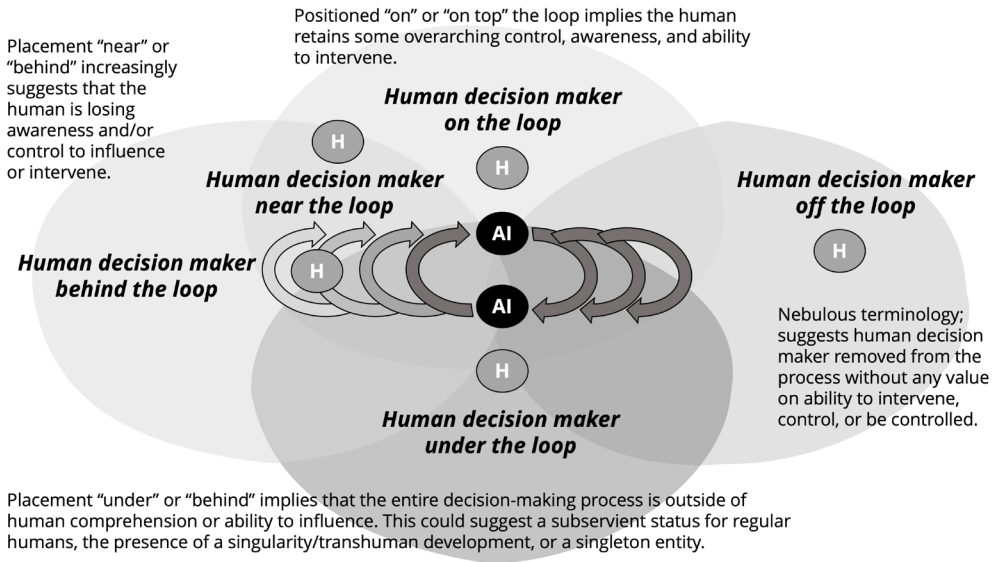 Positioned “on” or “on top” the loop implies the human
retains some overarching control, awareness, and ability
to intervene.
Placement “near” or
“behind” increasingly
suggests that the
human is losing
awareness and/or
control to influence
or intervene.
Human decision maker
on the loop
H
H
Human decision maker
near the loop
Human decision maker
off the loop
H
AI
Human decision maker
behind the loop
H
AI
Nebulous terminology;
suggests human decision
maker removed from the
process without any value
on ability to intervene,
control, or be controlled.
H
Human decision maker
under the loop
Placement “under” or “behind” implies that the entire decision-making process is outside of
human comprehension or ability to influence. This could suggest a subservient status for regular
humans, the presence of a singularity/transhuman development, or a singleton entity.